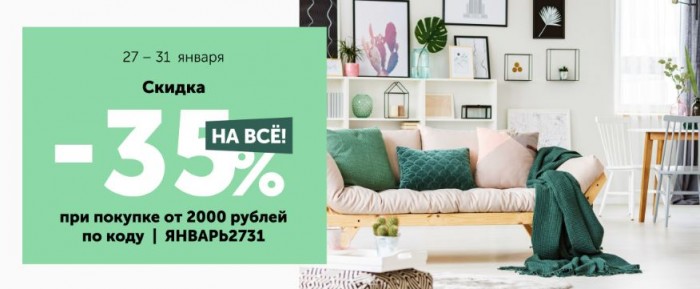 27 – 31 января
Скидка
-35%
НА ВСЁ!
при покупке от 2000 рублей
по коду | ЯНВАРЬ2731